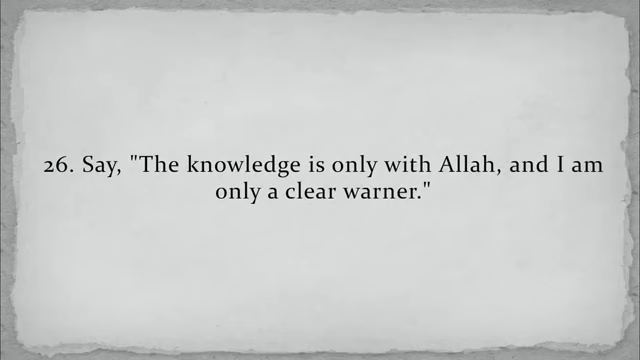 26. Say, "The knowledge is only with Allah, and I am
only a clear warner."